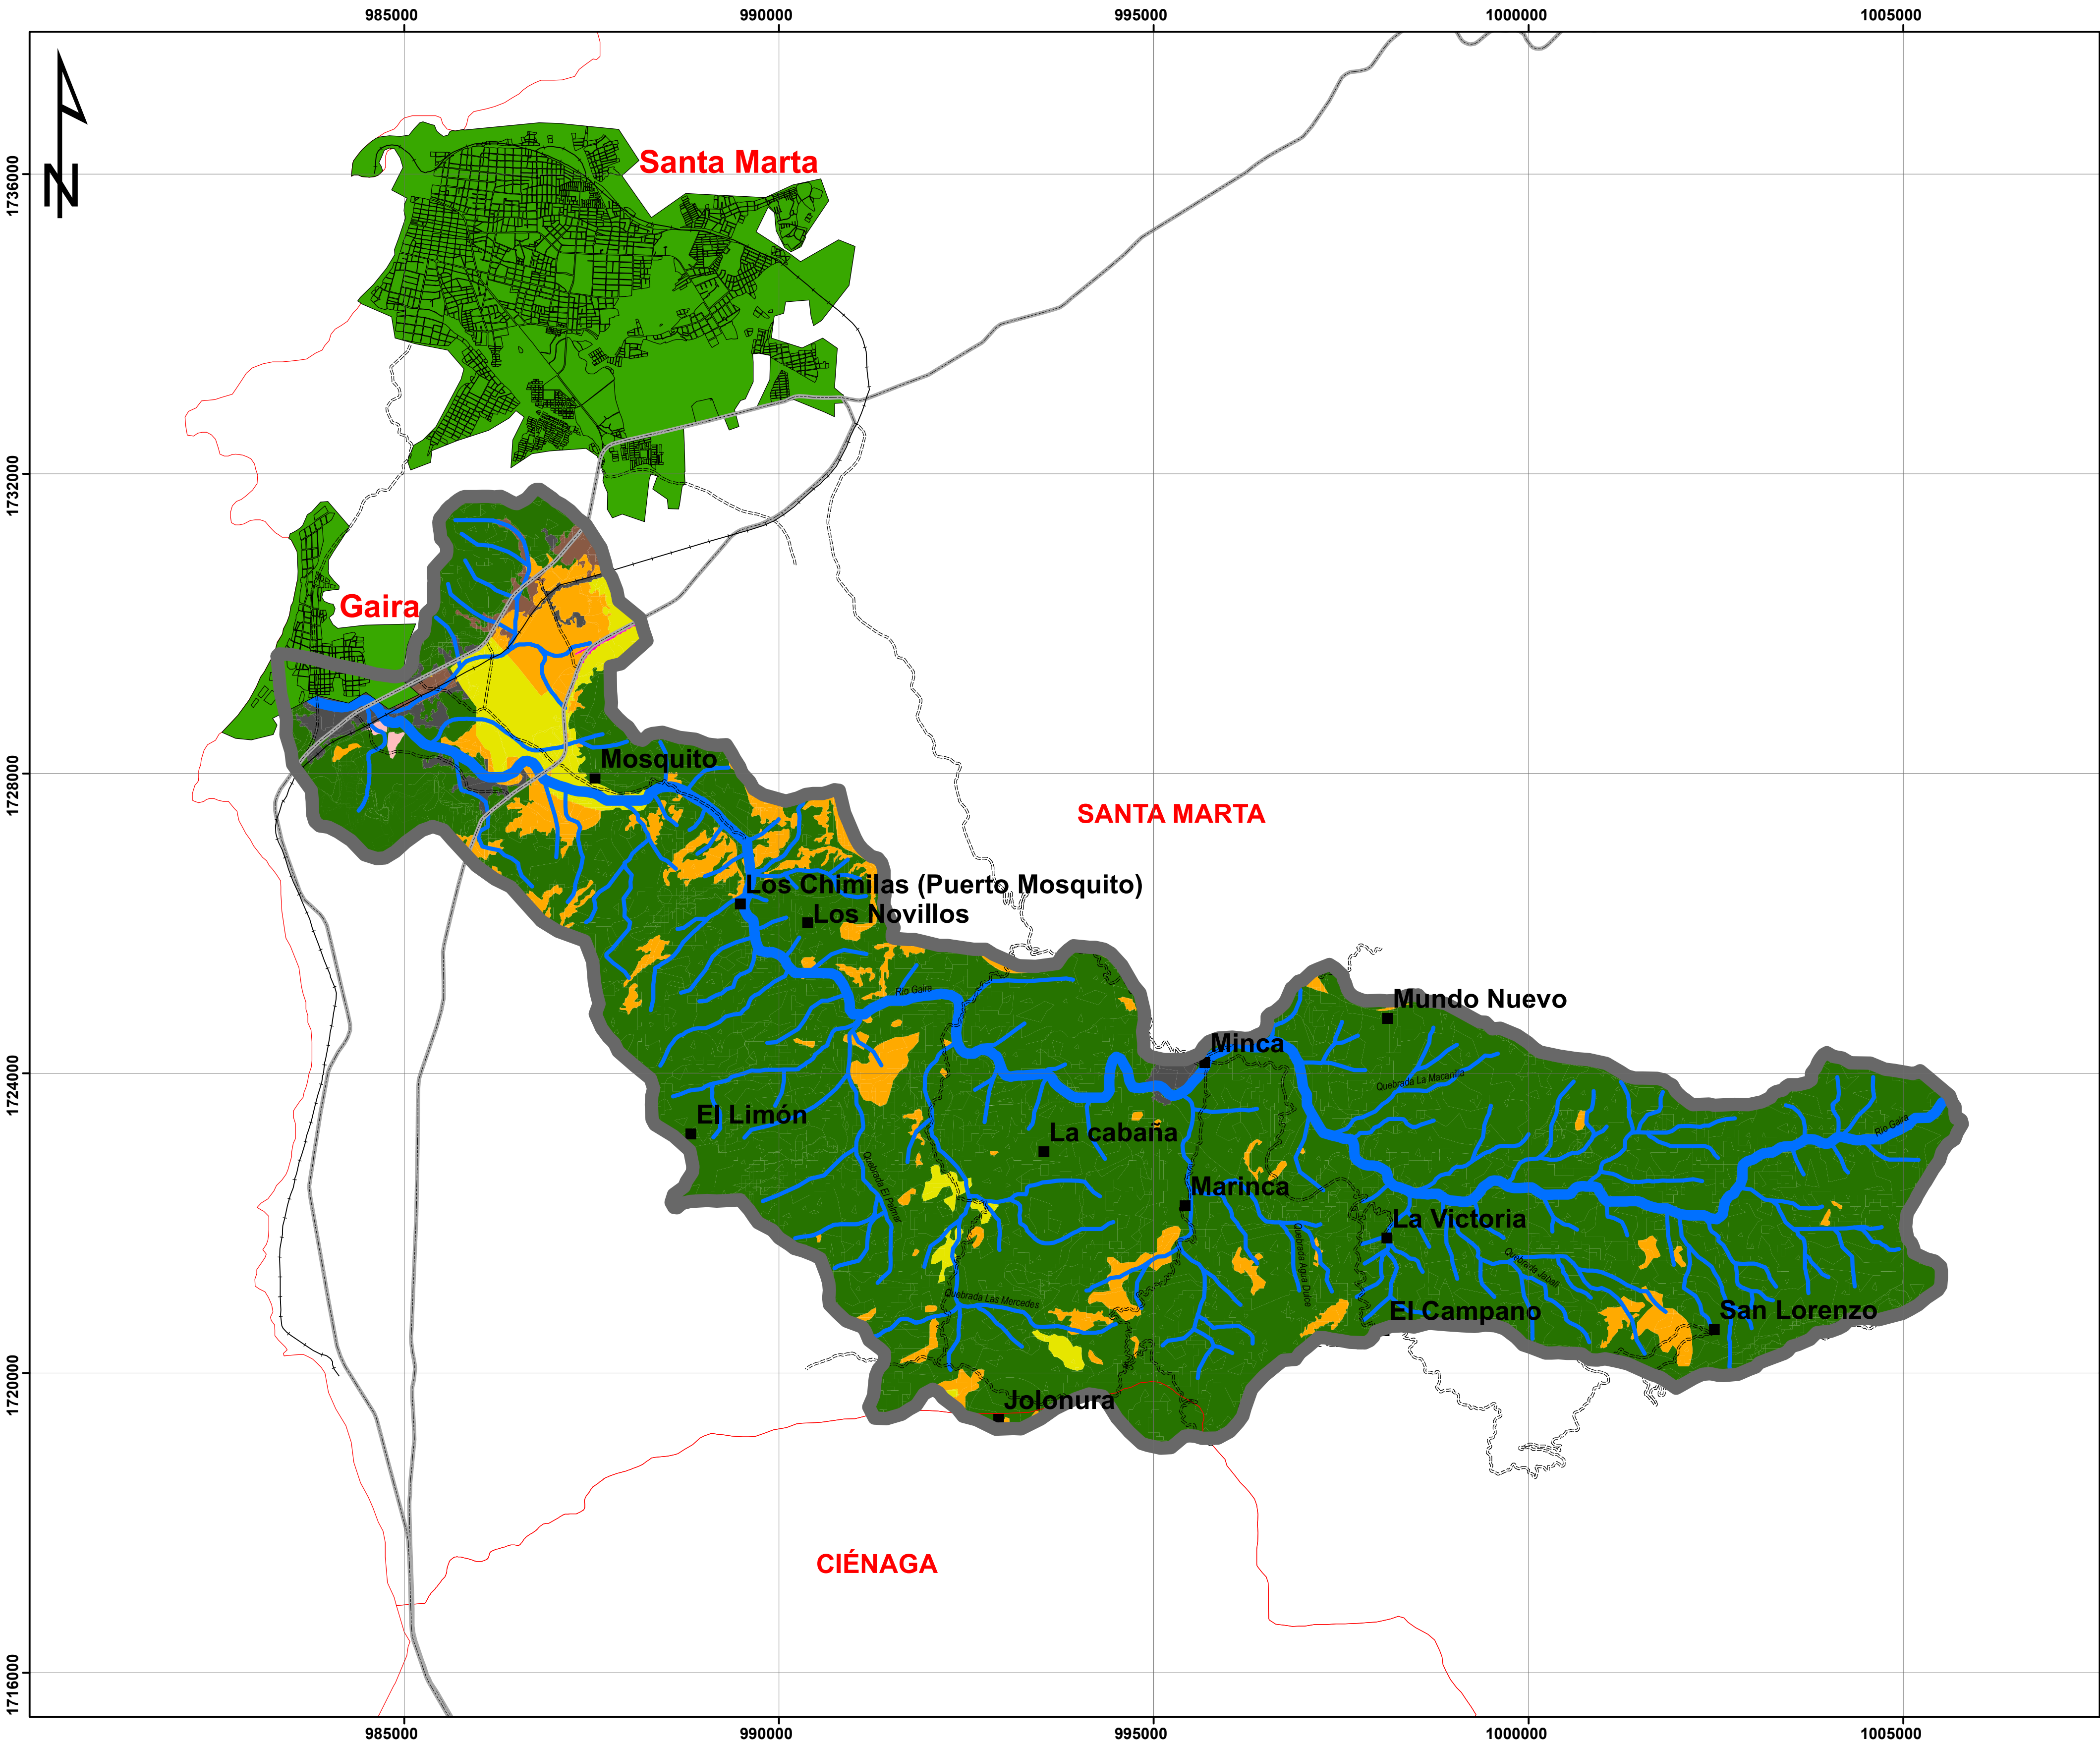 985000 990000 995000 1000000 1005000
N
1736000
Santa Marta
1732000
Gaira
1728000
Mosquito
SANTA MARTA
Los Chimilas (Puerto Mosquito)
Los Novillos
Rio Gaira
Mundo Nuevo
Minca
1724000
Quebrada La Macanilla
El Limón
La cabaña
Rio Gaira
Quebrada El Palmar
Marinca
La Victoria
Quebrada Agua Dulce
Quebrada Jabalí
Quebrada Las Mercedes
El Campano
San Lorenzo
1720000
Jolonura
CIÉNAGA
1716000
985000 990000 995000 1000000 1005000